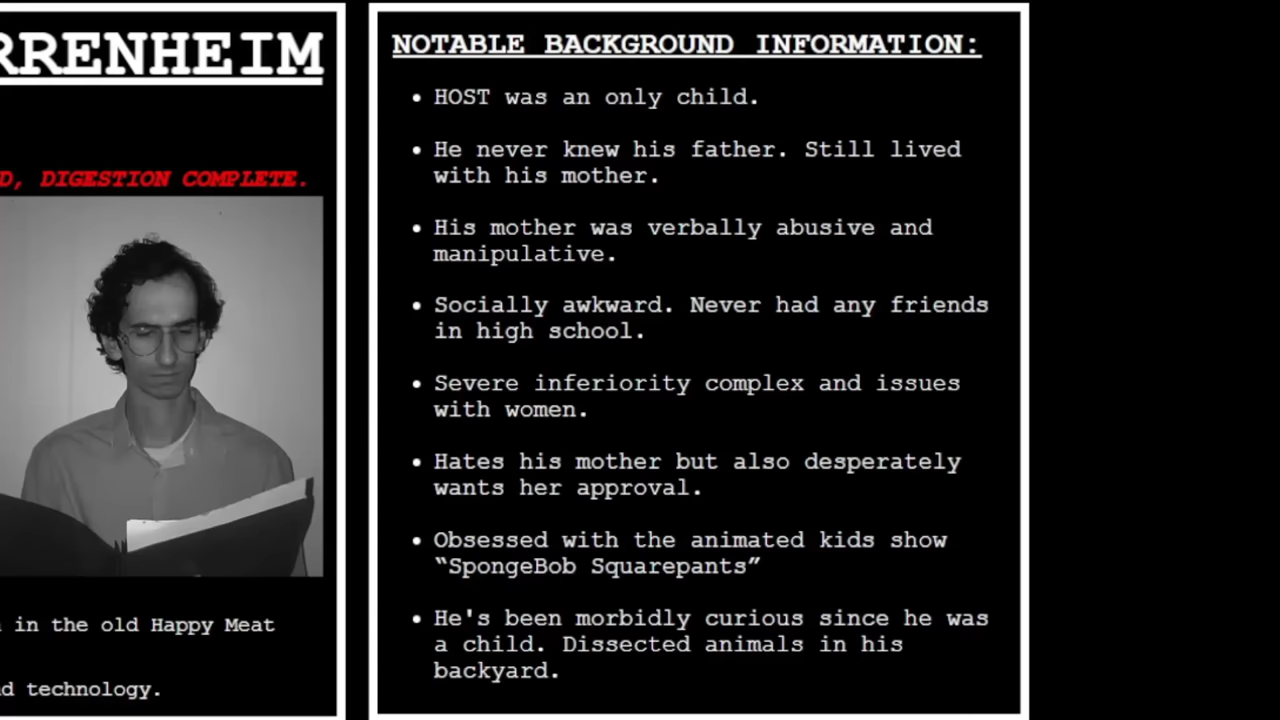 RRENHEIM
D, DIGESTION COMPLETE.
in the old Happy Meat
d technology.
NOTABLE BACKGROUND INFORMATION:
• HOST was an only child.
• He never knew his father. Still lived
with his mother.
• His mother was verbally abusive and
manipulative.
• Socially awkward. Never had any friends
in high school.
• Severe inferiority complex and issues
with women.
• Hates his mother but also desperately
wants her approval.
• Obsessed with the animated kids show
“SpongeBob Squarepants”
• He's been morbidly curious since he was
a child. Dissected animals in his
backyard.